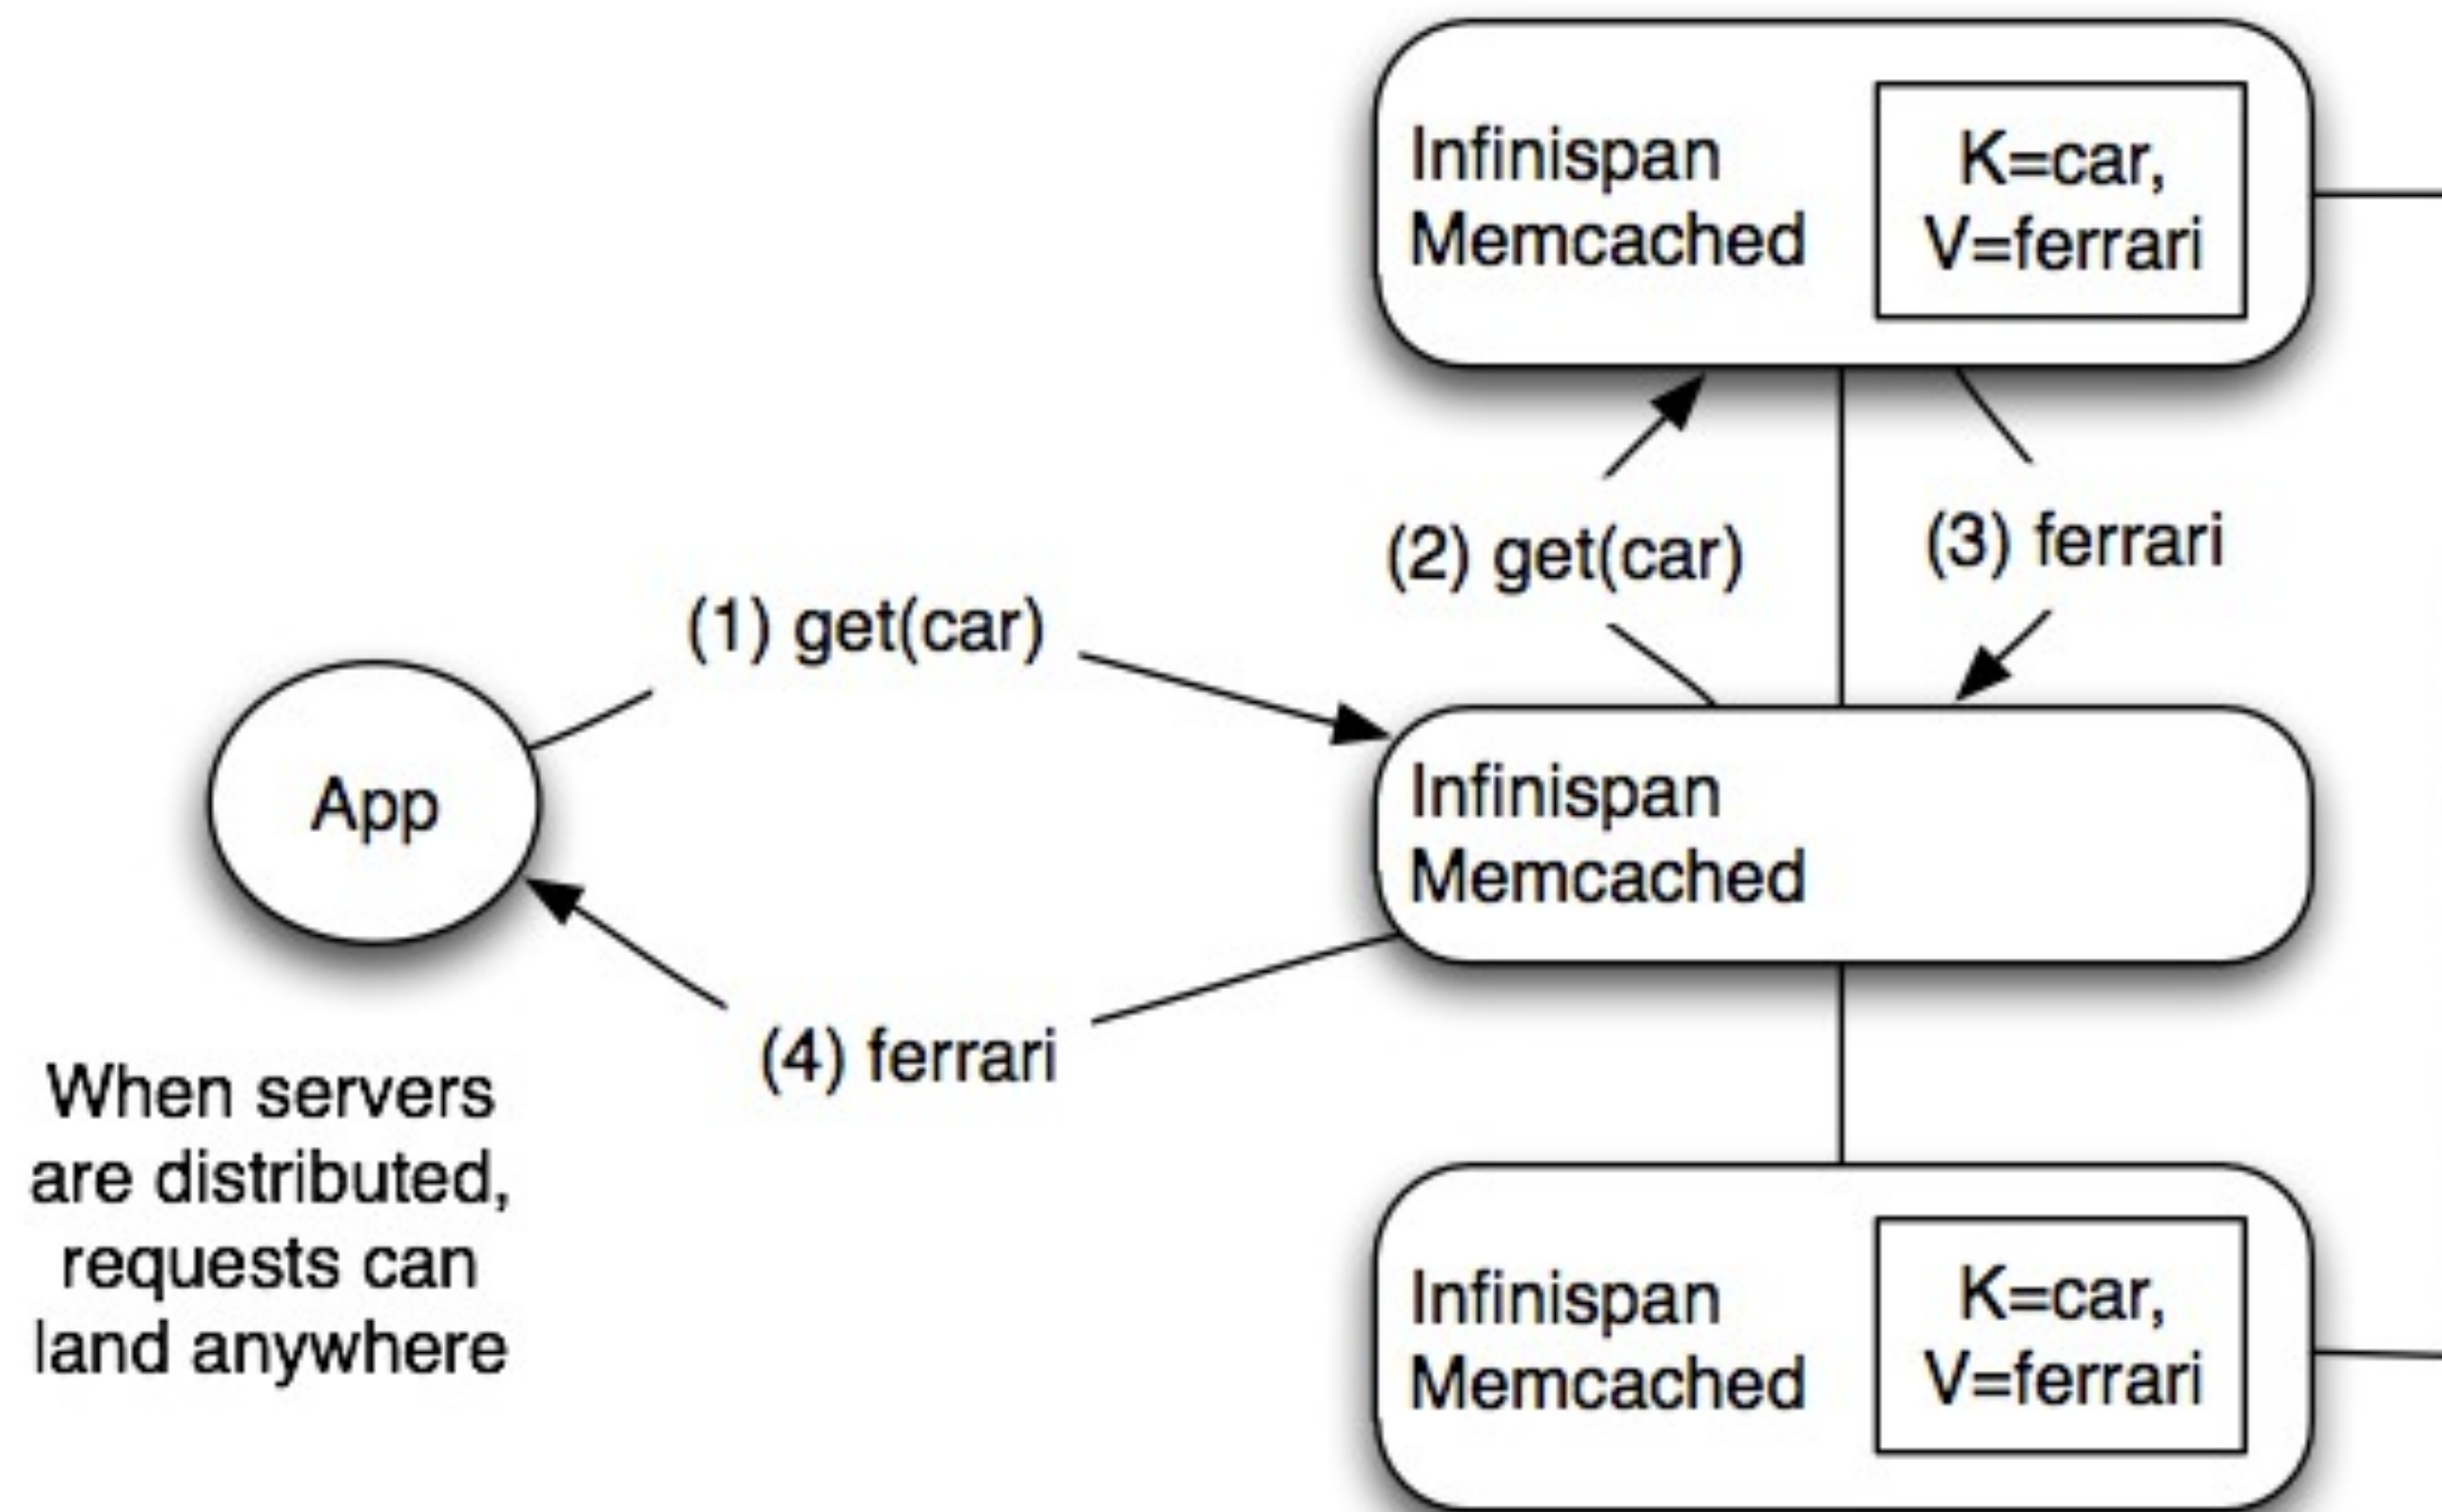 Infinispan
Memcached
K=car,
V=ferrari
(2) get(car)
(3) ferrari
(1) get(car)
App
Infinispan
Memcached
(4) ferrari
When servers
are distributed,
requests can
land anywhere
Infinispan
Memcached
K=car,
V=ferrari